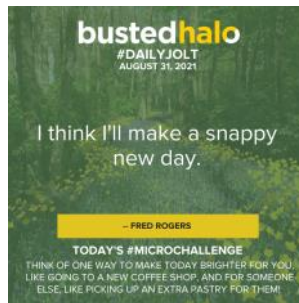 bustedhalo
#DAILYJOLT
AUGUST 31, 2021
I think I'll make a snappy
new day.
– FRED ROGERS
TODAY'S #MICROCHALLENGE
THINK OF ONE WAY TO MAKE TODAY BRIGHTER FOR YOU,
LIKE GOING TO A NEW COFFEE SHOP, AND FOR SOMEONE
ELSE, LIKE PICKING UP AN EXTRA PASTRY FOR THEM!